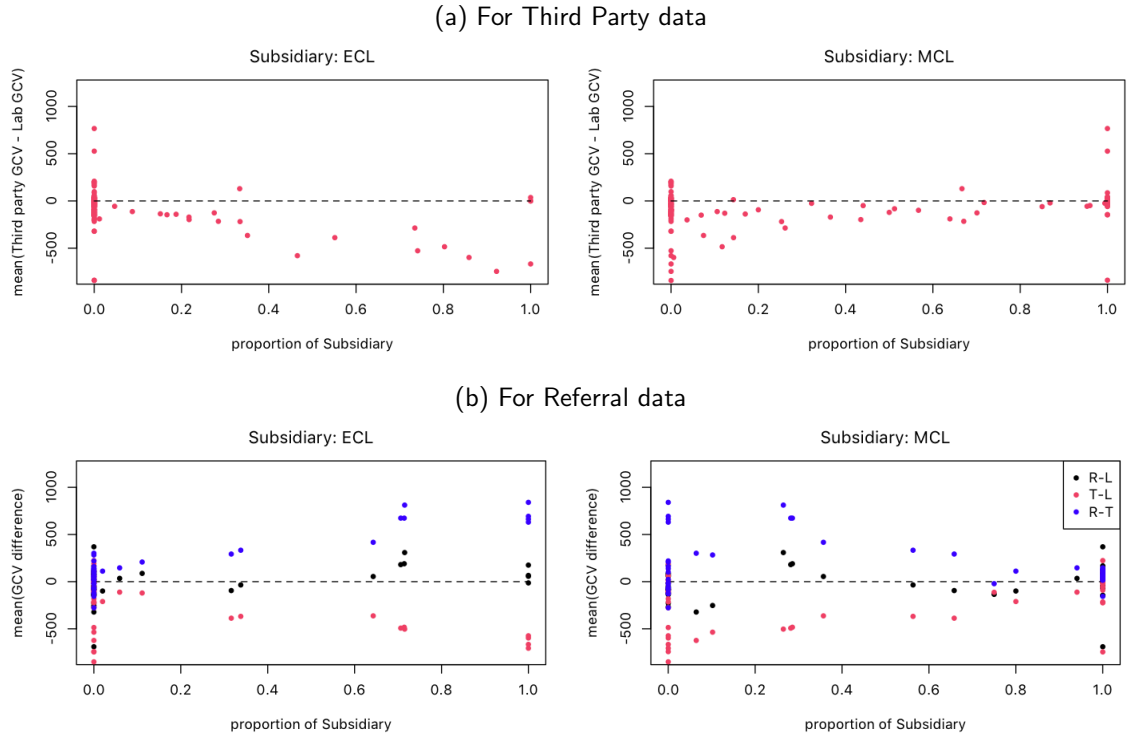 (a) For Third Party data
Subsidiary: ECL
mean(Third party GCV - Lab GCV)
1000
500
0
-500
0.0 0.2 0.4 0.6 0.8 1.0
proportion of Subsidiary
Subsidiary: MCL
mean(Third party GCV - Lab GCV)
1000
500
0
-500
0.0 0.2 0.4 0.6 0.8 1.0
proportion of Subsidiary
(b) For Referral data
Subsidiary: ECL
mean(GCV difference)
1000
500
0
-500
0.0 0.2 0.4 0.6 0.8 1.0
proportion of Subsidiary
Subsidiary: MCL
mean(GCV difference)
1000
500
0
-500
0.0 0.2 0.4 0.6 0.8 1.0
proportion of Subsidiary
R-L
T-L
R-T